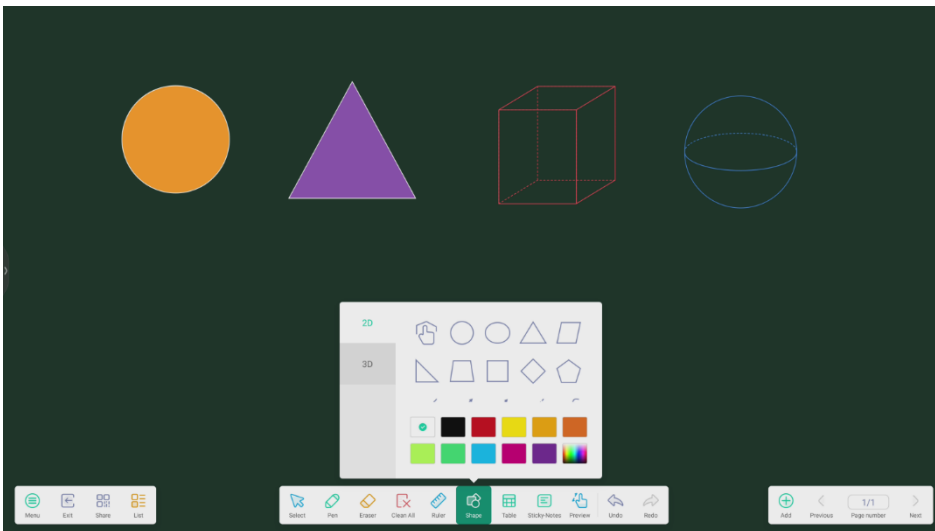 2D
3D
Menu
Exit
Share
List
Select
Pen
Eraser
Clean All
Ruler
Shape
Table
Sticky-Notes
Preview
Undo
Redo
Add
Previous
1/1
Page number
Next